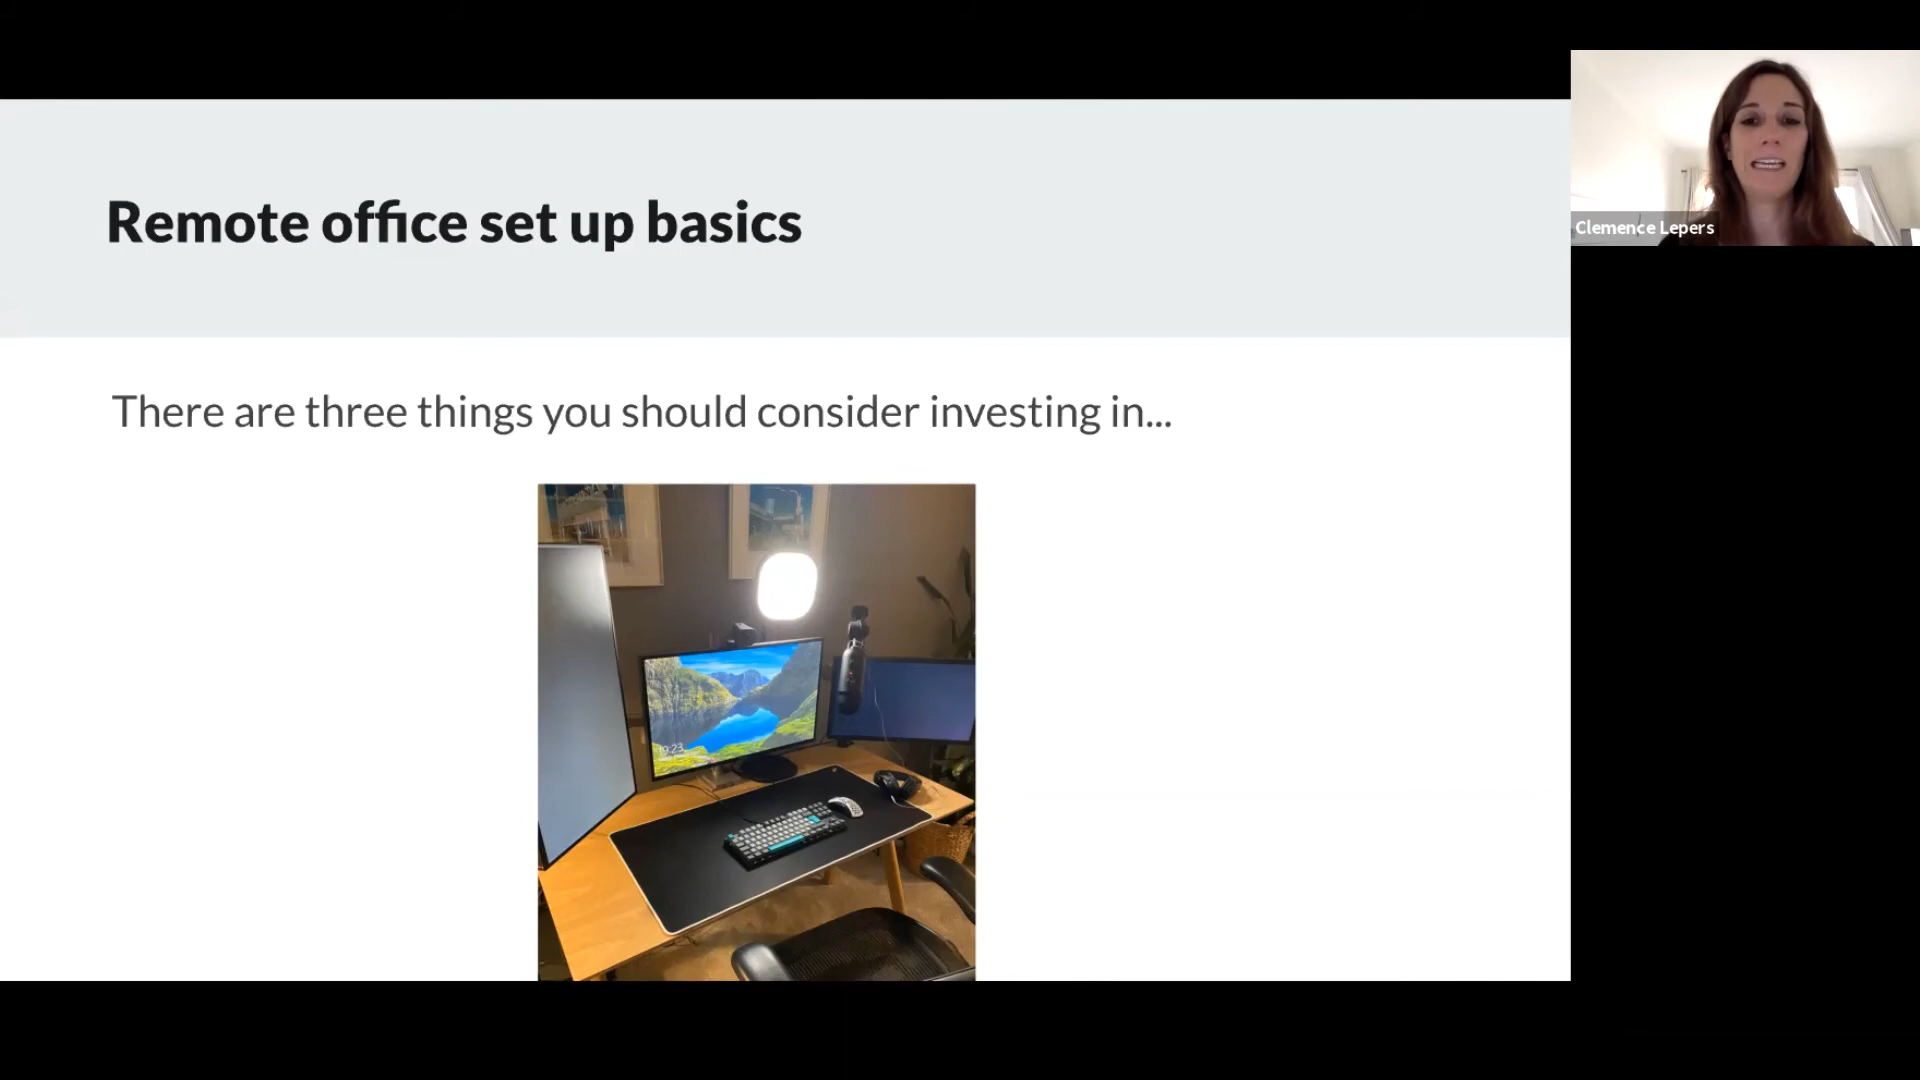 Remote office set up basics
There are three things you should consider investing in...
Clemence Lepers